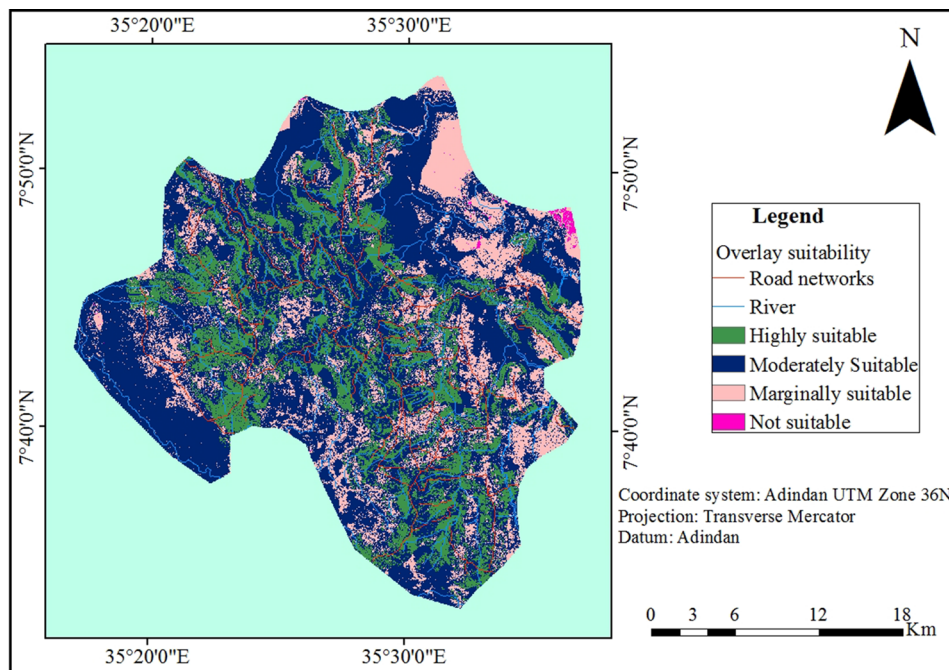 35°20'0"E
35°30'0"E
N
7°50'0"N
7°50'0"N
Legend
Overlay suitability
Road networks
River
Highly suitable
Moderately Suitable
Marginally suitable
Not suitable
7°40'0"N
7°40'0"N
Coordinate system: Adindan UTM Zone 36N
Projection: Transverse Mercator
Datum: Adindan
0 3 6 12 18
Km
35°20'0"E
35°30'0"E